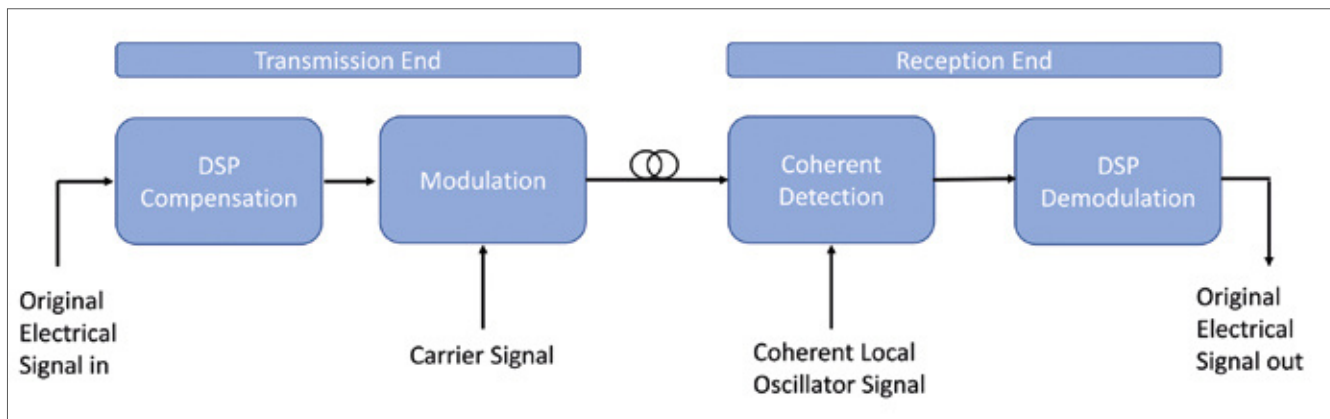 Transmission End
Reception End
DSP
Compensation
Modulation
Coherent
Detection
DSP
Demodulation
Original
Electrical
Signal in
Carrier Signal
Coherent Local
Oscillator Signal
Original
Electrical
Signal out